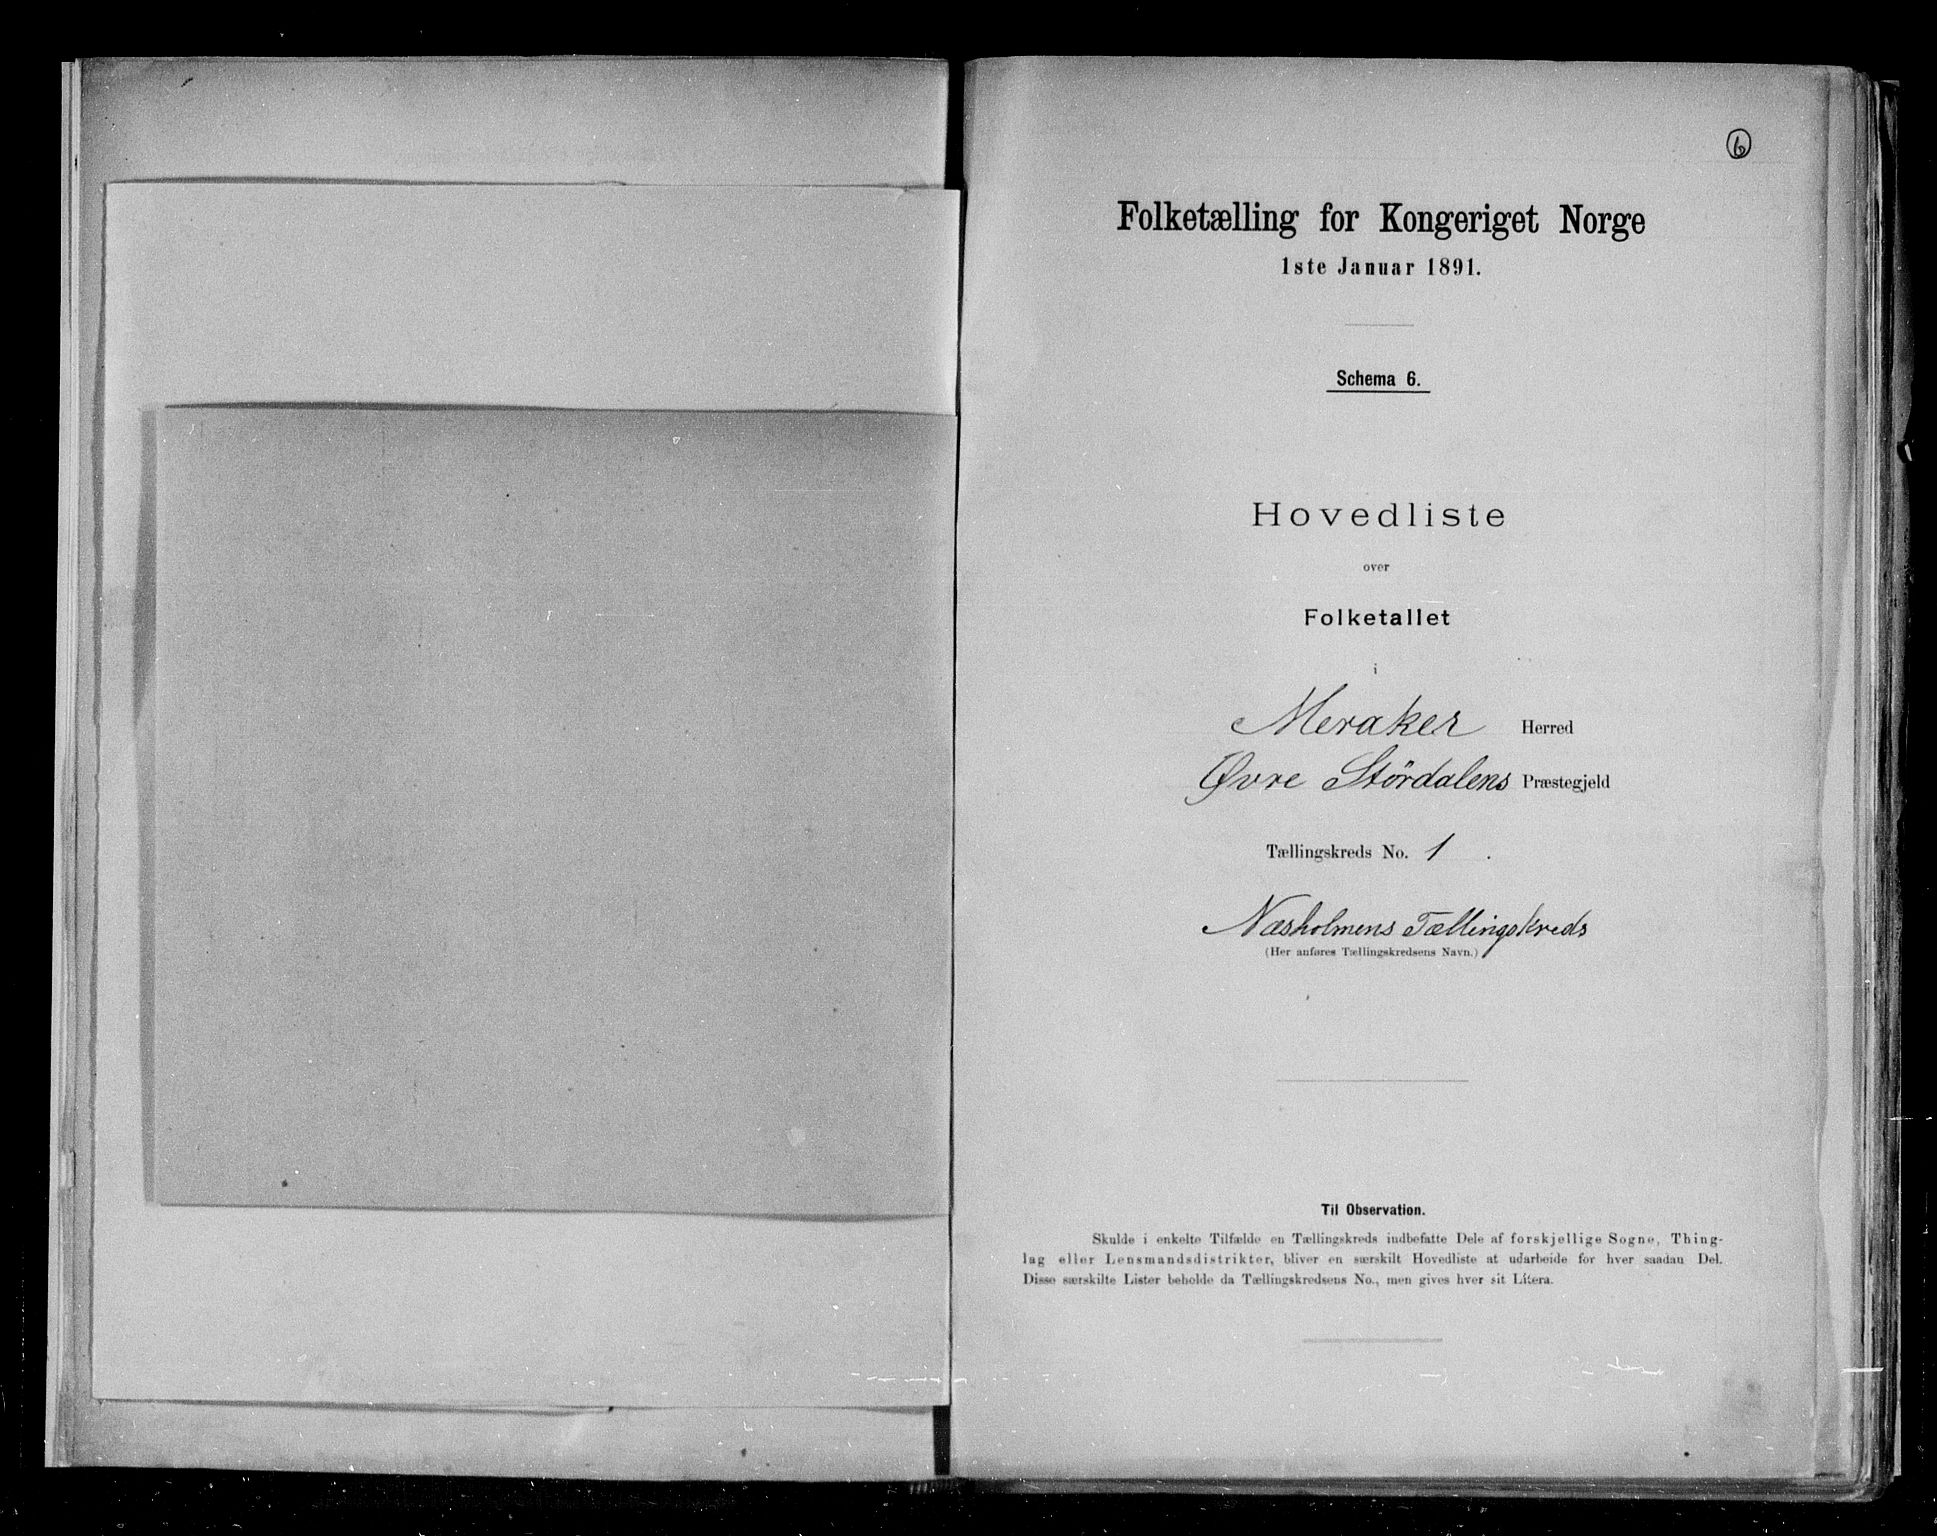 6
Folketælling for Kongeriget Norge
1ste Januar 1891.
Schema 6.
Hovedliste
over
Folketallet
i
Meraker Herred
Øvre Stördalens Præstegjeld
Tællingskreds No. 1.
Næsholmens Tællingskreds
(Her anføres Tællingskredsens Navn.)
Til Observation.
Skulde i enkelte Tilfælde en Tællingskreds indbefatte Dele af forskjellige Sogne, Thing-
lag eller Lensmandsdistrikter, bliver en særskilt Hovedliste at udarbeide for hver saadan Del.
Disse særskilte Lister beholde da Tællingskredsens No., men gives hver sit Litera.